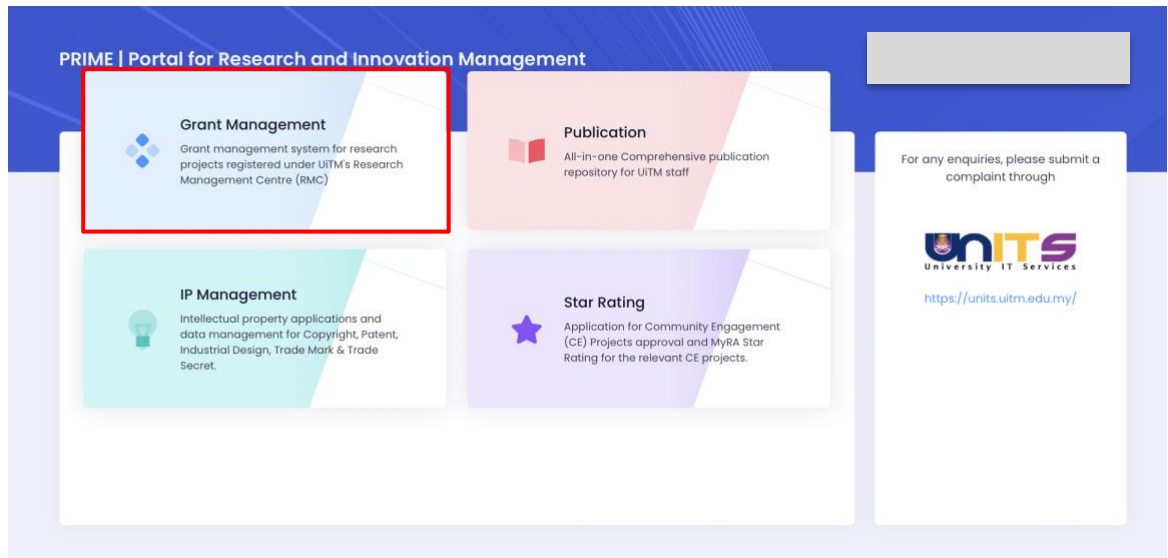 PRIME | Portal for Research and Innovation Management
Grant Management
Grant management system for research
projects registered under UiTM's Research
Management Centre (RMC)
Publication
All-in-one Comprehensive publication
repository for UiTM staff
IP Management
Intellectual property applications and
data management for Copyright, Patent,
Industrial Design, Trade Mark & Trade
Secret.
Star Rating
Application for Community Engagement
(CE) Projects approval and MyRA Star
Rating for the relevant CE projects.
For any enquiries, please submit a
complaint through
UNITS
University IT Services
https://units.uitm.edu.my/